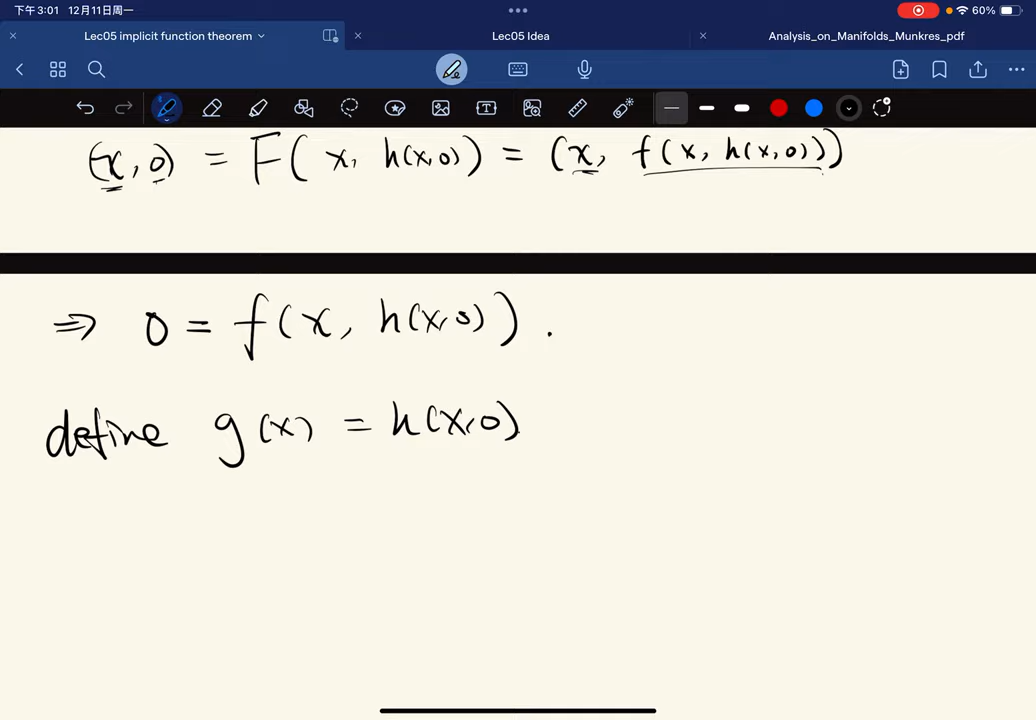 下午3:01 12月11日周一 60%
Lec05 implicit function theorem Lec05 Idea Analysis_on_Manifolds_Munkres_pdf
(x, 0) = F(x, h(x,0)) = (x, f(x, h(x,0)))
⇒ 0 = f(x, h(x,0)).
define g(x) = h(x,0)